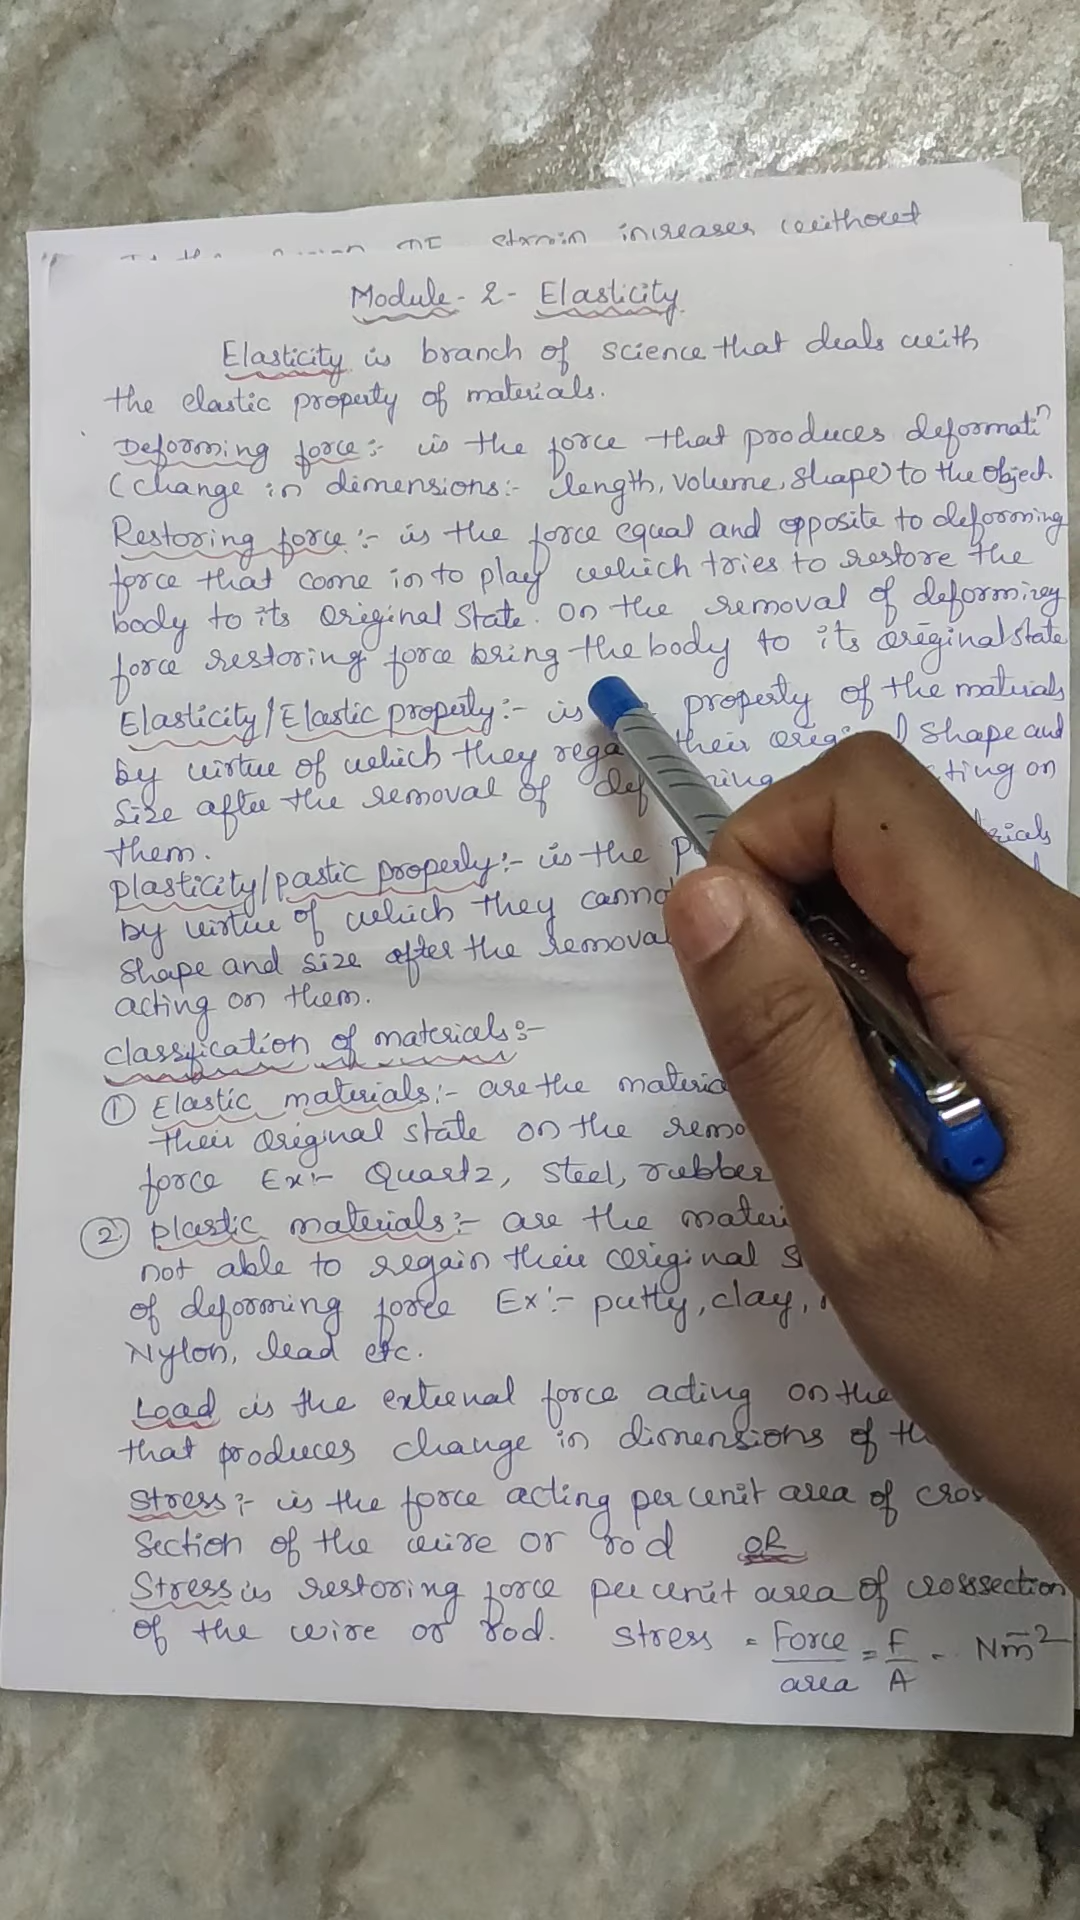 strain increases without
Module - 2 - Elasticity
Elasticity is branch of science that deals with
the elastic property of materials.
Deforming force :- is the force that produces deformatiⁿ
(change in dimensions:- length, volume, shape) to the object.
Restoring force :- is the force equal and opposite to deforming
force that come in to play which tries to restore the
body to its original state. On the removal of deforming
force restoring force bring the body to its original state
Elasticity/Elastic property :- is property of the materials
by virtue of which they their shape and
size after the removal of acting on
them.
Plasticity/pastic property :- is the
by virtue of which they
shape and size after the removal
acting on them.
Classification of materials :-
① Elastic materials :- are the
their original state on the
force Ex:- Quartz, Steel, rubber
② Plastic materials :- are the
not able to regain their original
of deforming force Ex:- putty, clay,
Nylon, lead etc.
Load is the external force acting on the
that produces change in dimensions of
Stress :- is the force acting per unit area of
section of the wire or rod OR
Stress is restoring force per unit area of crosssection
of the wire or rod. Stress = Force/area = F/A - Nm⁻²